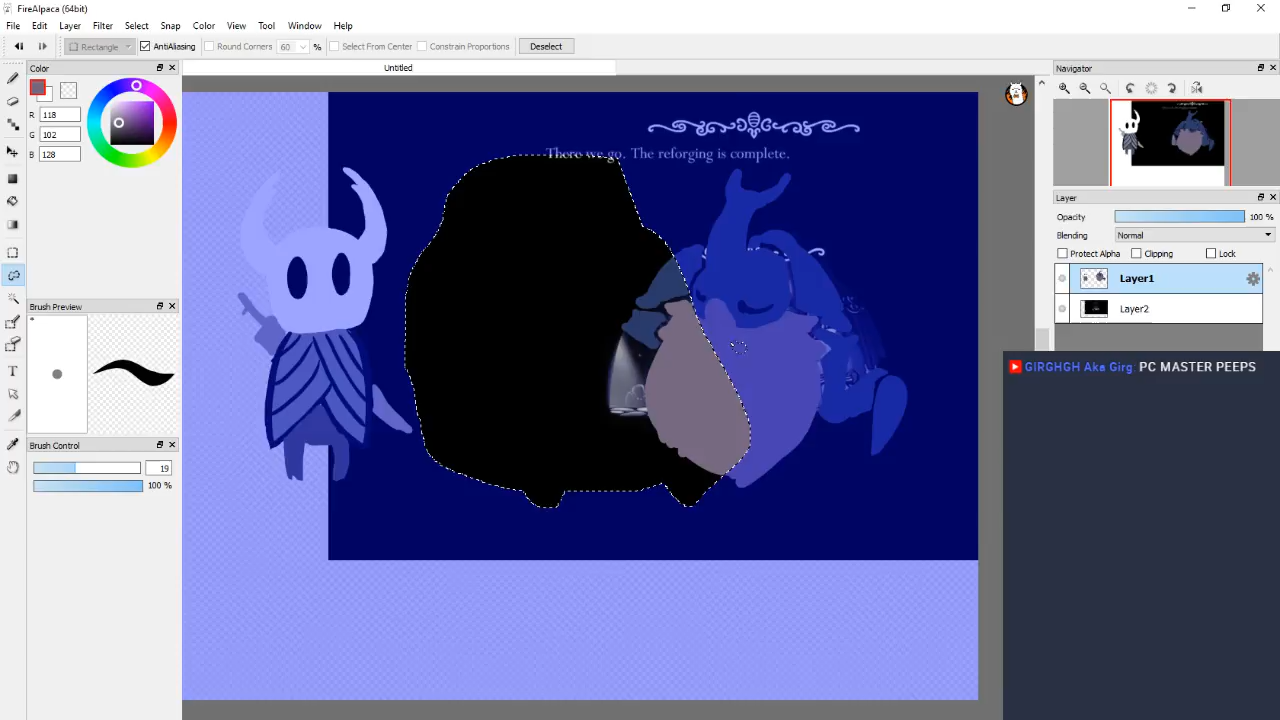 FireAlpaca (64bit)
File Edit Layer Filter Select Snap Color View Tool Window Help
Rectangle AntiAliasing Round Corners 60 % Select From Center Constrain Proportions Deselect
Color
Untitled
Navigator
R 118
G 102
B 128
There we go. The reforging is complete.
Layer
Opacity 100 %
Blending Normal
Protect Alpha Clipping Lock
Layer1
Layer2
Brush Preview
GIRGHGH Aka Girg: PC MASTER PEEPS
Brush Control
19
100 %